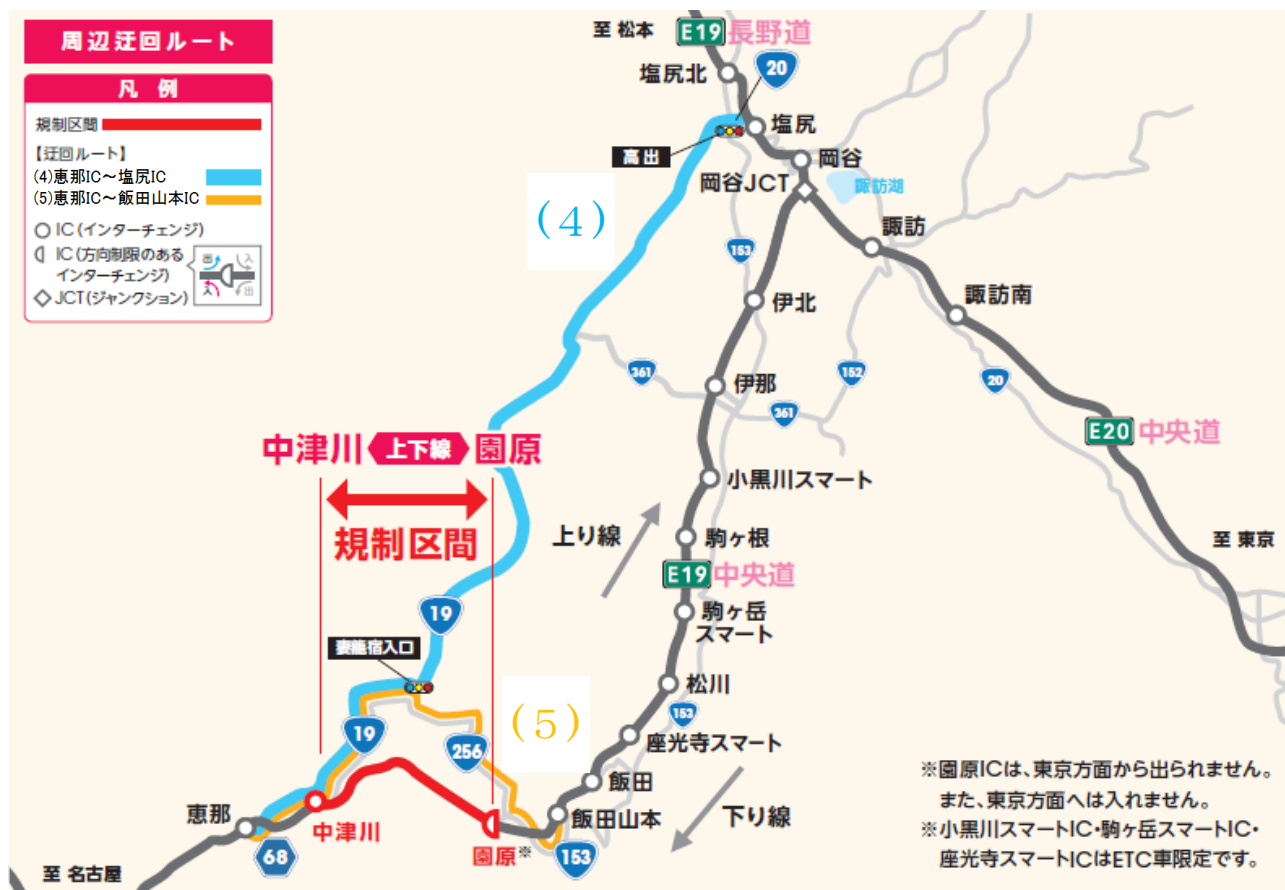 周辺迂回ルート
凡 例
規制区間
【迂回ルート】
(4)恵那IC～塩尻IC
(5)恵那IC～飯田山本IC
IC(インターチェンジ)
IC(方向制限のある
インターチェンジ)
出
入
入
出
JCT(ジャンクション)
至 松本
E19 長野道
塩尻北
20
塩尻
高出
岡谷
岡谷JCT
諏訪湖
(4)
諏訪
153
諏訪南
伊北
361
伊那
152
20
361
E20 中央道
中津川 上下線 園原
小黒川スマート
規制区間
上り線
駒ヶ根
至 東京
E19 中央道
19
駒ヶ岳
スマート
妻籠宿入口
松川
(5)
153
19
座光寺スマート
256
飯田
恵那
飯田山本
下り線
中津川
園原※
68
153
至 名古屋
※園原ICは、東京方面から出られません。
また、東京方面へは入れません。
※小黒川スマートIC・駒ヶ岳スマートIC・
座光寺スマートICはETC車限定です。